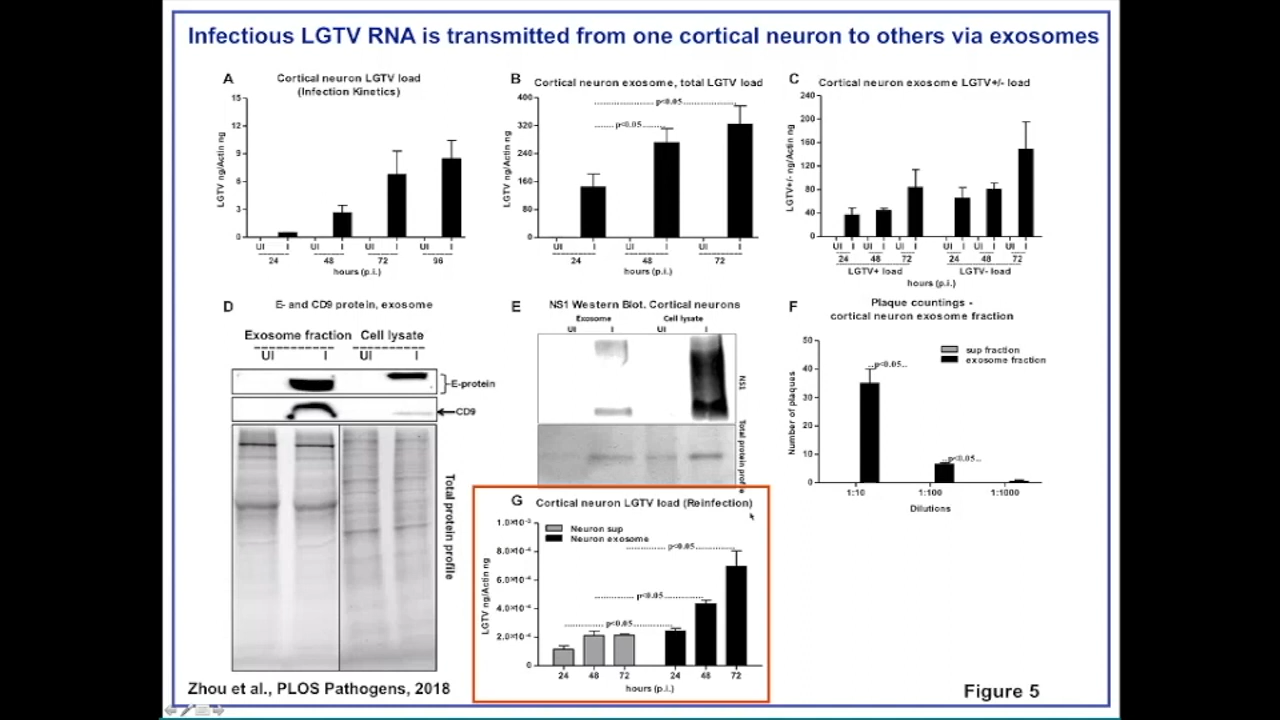 Infectious LGTV RNA is transmitted from one cortical neuron to others via exosomes
A
Cortical neuron LGTV load
(Infection Kinetics)
LGTV ng/Actin ng
15
12
9
6
3
0
UI I UI I UI I UI I
24 48 72 96
hours (p.i.)
B
Cortical neuron exosome, total LGTV load
LGTV ng/Actin ng
400
320
240
160
80
0
p<0.05
p<0.05
UI I UI I UI I
24 48 72
hours (p.i.)
C
Cortical neuron exosome LGTV+/- load
LGTV+/- ng/Actin ng
240
200
160
120
80
40
0
UI I UI I UI I UI I UI I UI I
24 48 72 24 48 72
LGTV+ load LGTV- load
hours (p.i.)
D
E- and CD9 protein, exosome
Exosome fraction Cell lysate
UI I UI I
E-protein
CD9
Total protein profile
E
NS1 Western Blot. Cortical neurons
Exosome Cell lysate
UI I UI I
NS1
Total protein profile
F
Plaque countings -
cortical neuron exosome fraction
Number of plaques
50
40
30
20
10
0
sup fraction
exosome fraction
p<0.05
p<0.05
1:10 1:100 1:1000
Dilutions
G
Cortical neuron LGTV load (Reinfection)
LGTV ng/Actin ng
Neuron sup
Neuron exosome
0
p<0.05
p<0.05
p<0.05
24 48 72 24 48 72
hours (p.i.)
Zhou et al., PLOS Pathogens, 2018
Figure 5